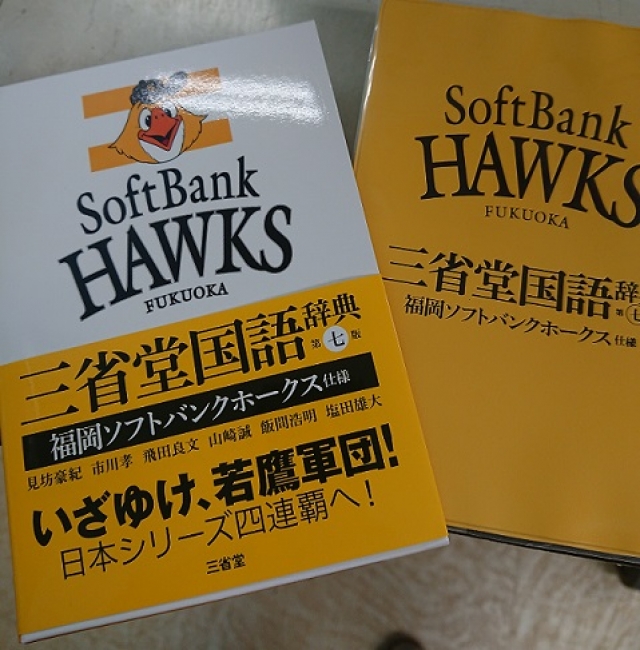 SoftBank
HAWKS
FUKUOKA
三省堂国語辞典
第七版
福岡ソフトバンクホークス仕様
見坊豪紀 市川孝 飛田良文 山崎誠 飯間浩明 塩田雄大
いざゆけ、若鷹軍団!
日本シリーズ四連覇へ!
三省堂
SoftBank
HAWKS
FUKUOKA
三省堂国語辞
第七
福岡ソフトバンクホークス仕様